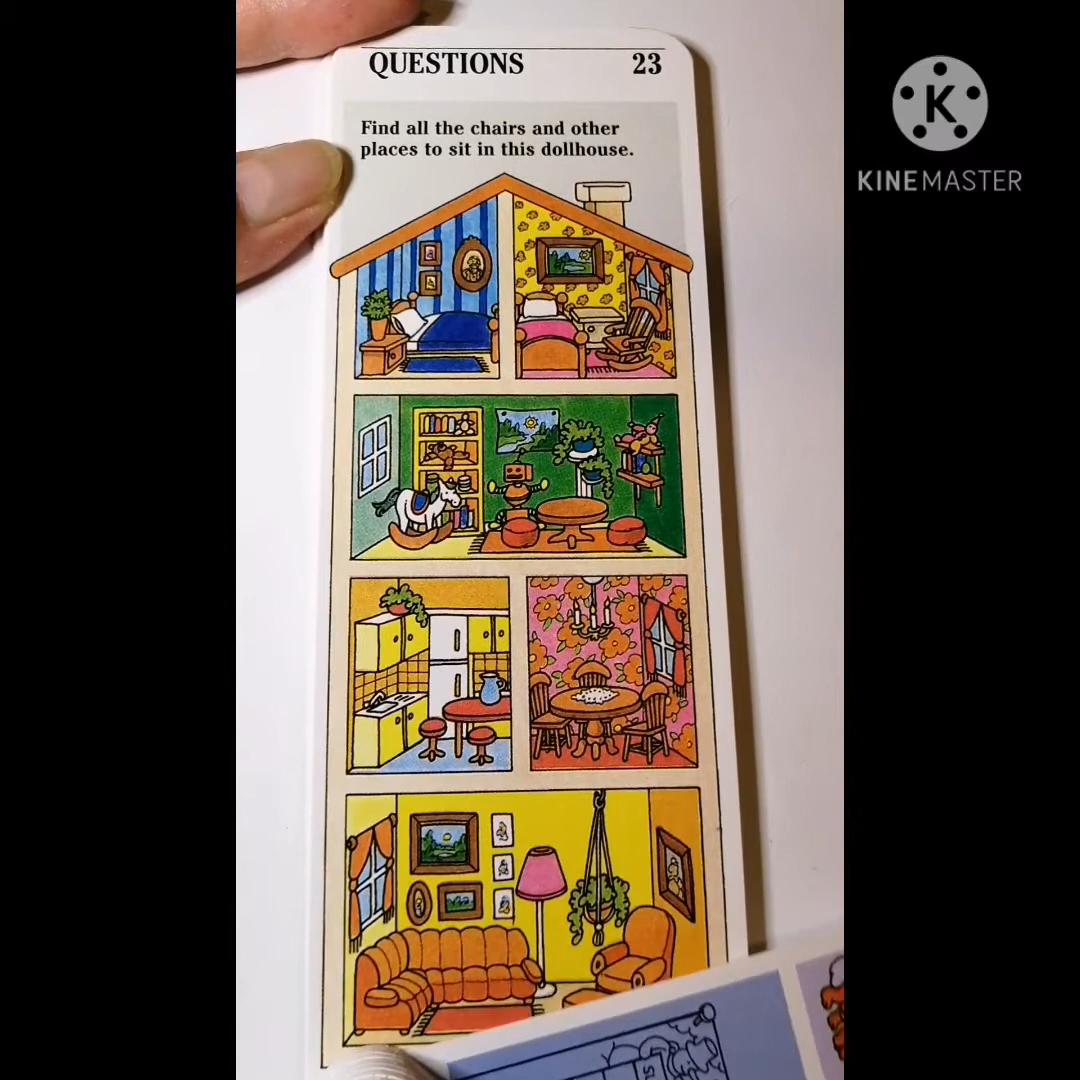 QUESTIONS 23
Find all the chairs and other
places to sit in this dollhouse.
K
KINEMASTER